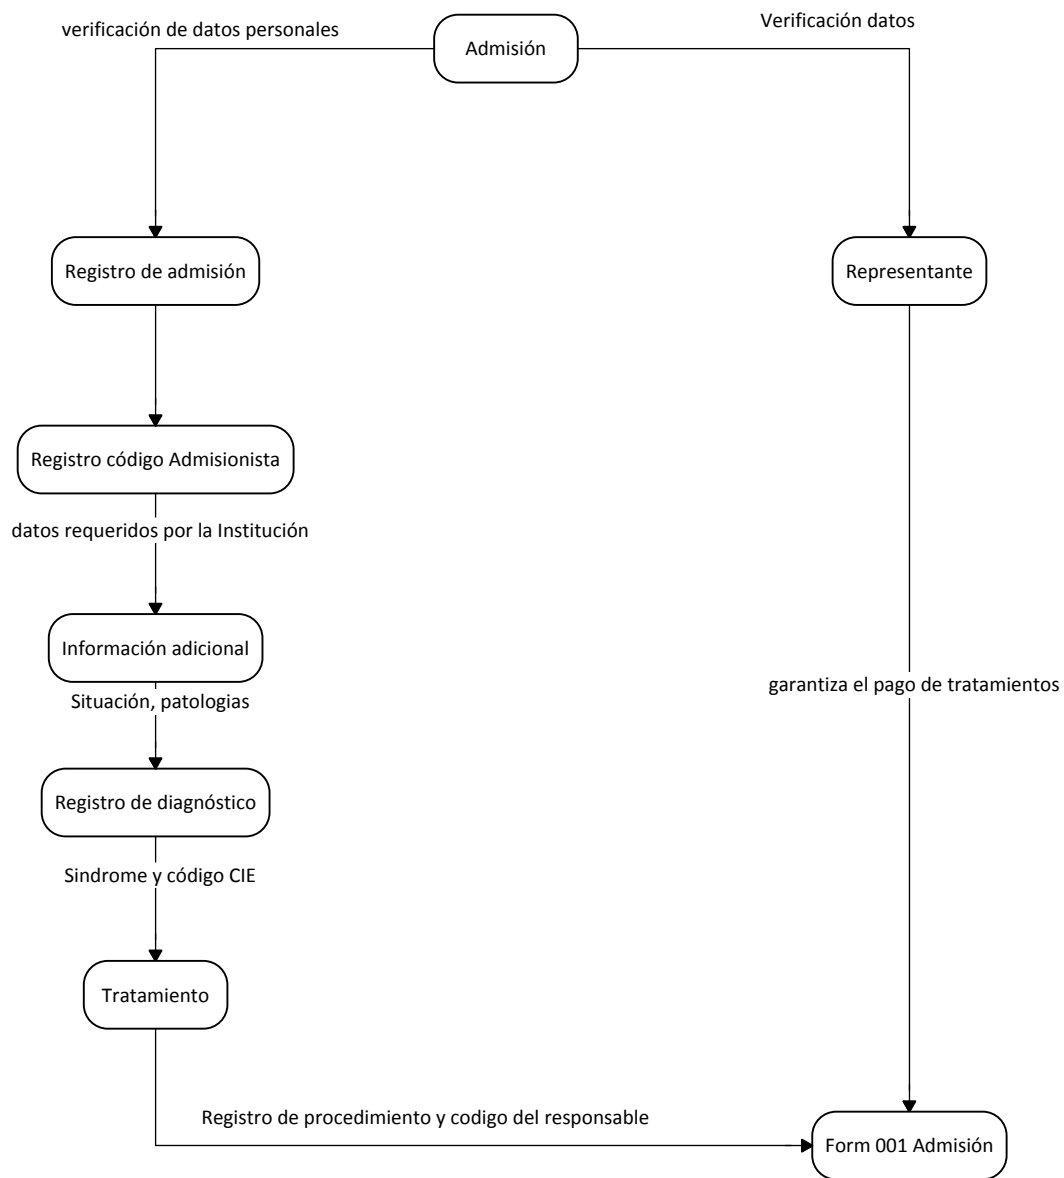 verificación de datos personales
Admisión
Verificación datos
Registro de admisión
Representante
Registro código Admisionista
datos requeridos por la Institución
Información adicional
Situación, patologias
garantiza el pago de tratamientos
Registro de diagnóstico
Sindrome y código CIE
Tratamiento
Registro de procedimiento y codigo del responsable
Form 001 Admisión